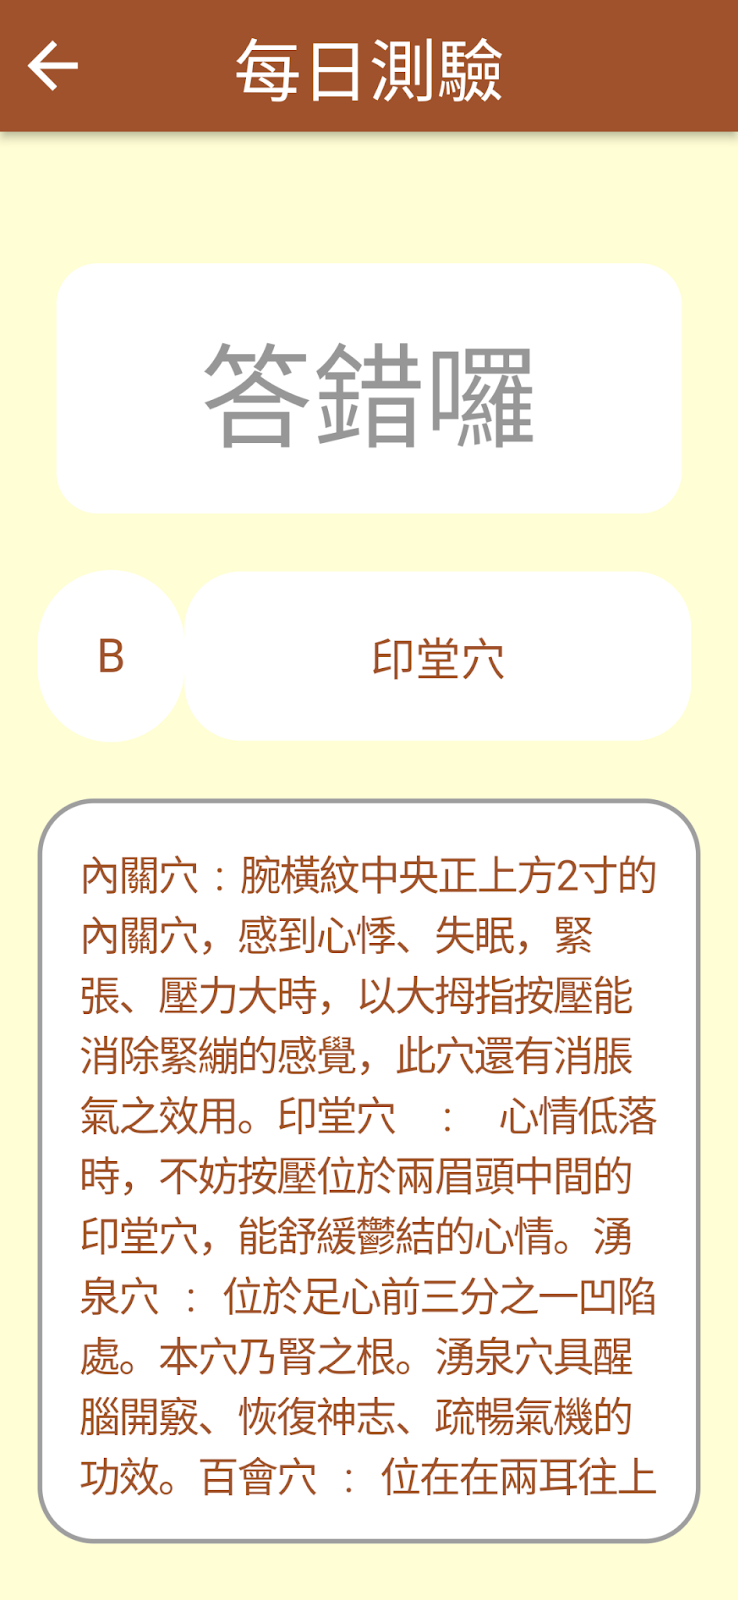 每日測驗
答錯囉
B
印堂穴
內關穴：腕橫紋中央正上方2寸的
內關穴，感到心悸、失眠，緊
張、壓力大時，以大拇指按壓能
消除緊繃的感覺，此穴還有消脹
氣之效用。印堂穴 ： 心情低落
時，不妨按壓位於兩眉頭中間的
印堂穴，能舒緩鬱結的心情。湧
泉穴 ： 位於足心前三分之一凹陷
處。本穴乃腎之根。湧泉穴具醒
腦開竅、恢復神志、疏暢氣機的
功效。百會穴 ： 位在在兩耳往上